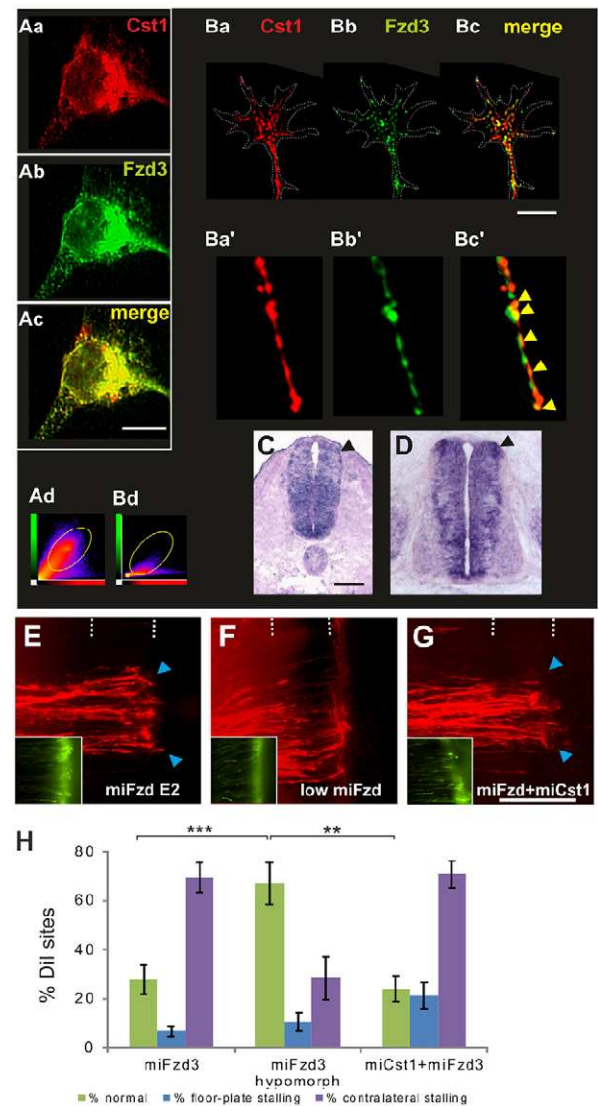 Aa Cst1
Ba Cst1 Bb Fzd3 Bc merge
Ab Fzd3
Ac merge
Ba' Bb' Bc'
C D
Ad Bd
E F G
miFzd E2 low miFzd miFzd+miCst1
H
*** **
80
60
40
20
0
% DiI sites
miFzd3 miFzd3 miCst1+miFzd3
hypomorph
% normal % floor-plate stalling % contralateral stalling